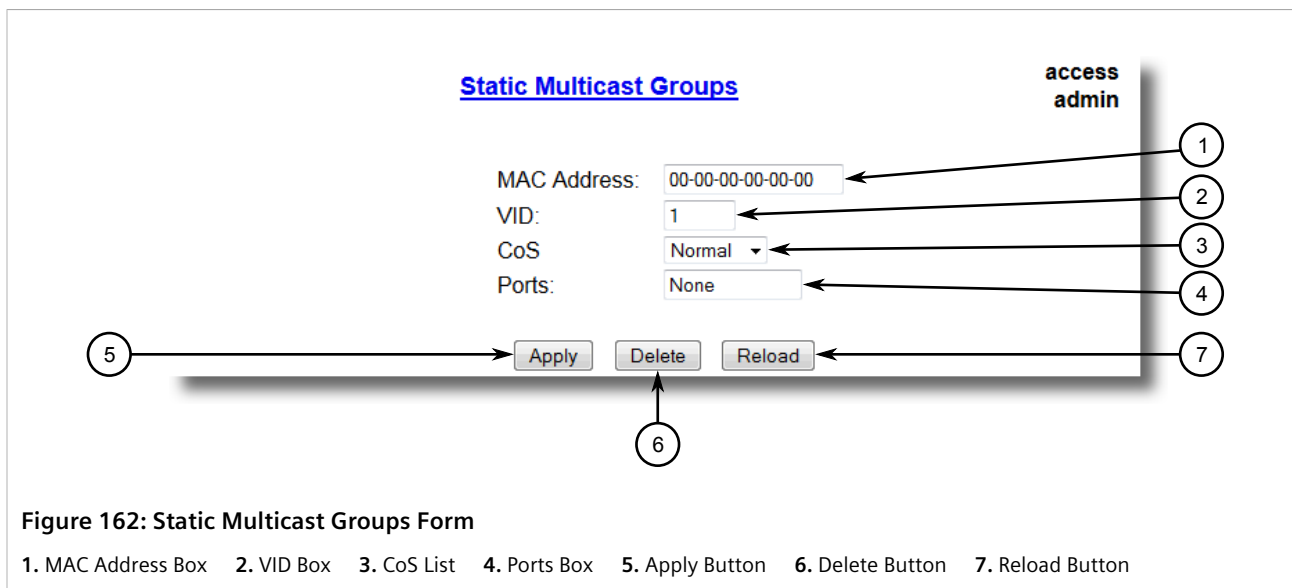 Static Multicast Groups
access
admin
1
MAC Address: 00-00-00-00-00-00
2
VID: 1
3
CoS Normal
4
Ports: None
5
Apply Delete Reload
7
6
Figure 162: Static Multicast Groups Form
1. MAC Address Box 2. VID Box 3. CoS List 4. Ports Box 5. Apply Button 6. Delete Button 7. Reload Button